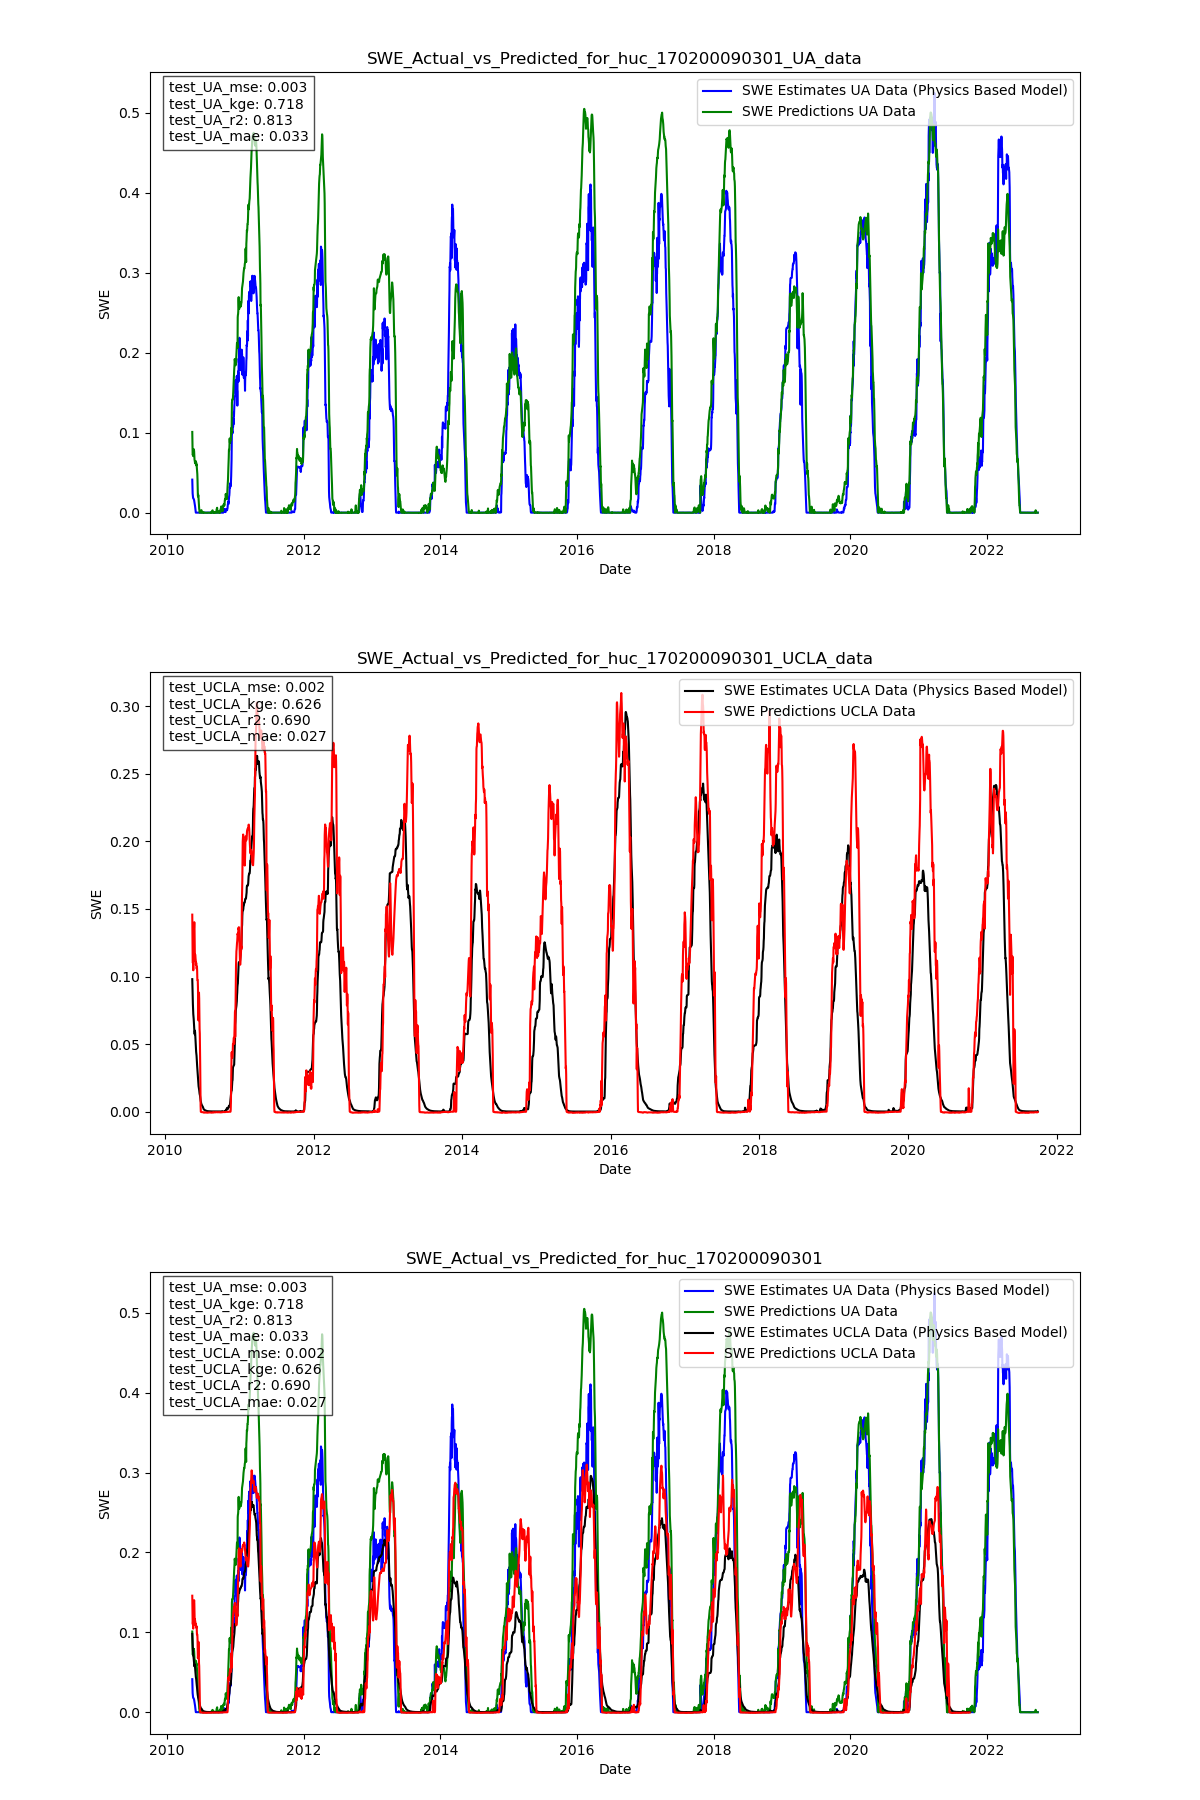 SWE_Actual_vs_Predicted_for_huc_170200090301_UA_data
test_UA_mse: 0.003
test_UA_kge: 0.718
test_UA_r2: 0.813
test_UA_mae: 0.033
SWE Estimates UA Data (Physics Based Model)
SWE Predictions UA Data
0.5
0.4
0.3
0.2
0.1
0.0
SWE
2010 2012 2014 2016 2018 2020 2022
Date
SWE_Actual_vs_Predicted_for_huc_170200090301_UCLA_data
test_UCLA_mse: 0.002
test_UCLA_kge: 0.626
test_UCLA_r2: 0.690
test_UCLA_mae: 0.027
SWE Estimates UCLA Data (Physics Based Model)
SWE Predictions UCLA Data
0.30
0.25
0.20
0.15
0.10
0.05
0.00
SWE
2010 2012 2014 2016 2018 2020 2022
Date
SWE_Actual_vs_Predicted_for_huc_170200090301
test_UA_mse: 0.003
test_UA_kge: 0.718
test_UA_r2: 0.813
test_UA_mae: 0.033
test_UCLA_mse: 0.002
test_UCLA_kge: 0.626
test_UCLA_r2: 0.690
test_UCLA_mae: 0.027
SWE Estimates UA Data (Physics Based Model)
SWE Predictions UA Data
SWE Estimates UCLA Data (Physics Based Model)
SWE Predictions UCLA Data
0.5
0.4
0.3
0.2
0.1
0.0
SWE
2010 2012 2014 2016 2018 2020 2022
Date